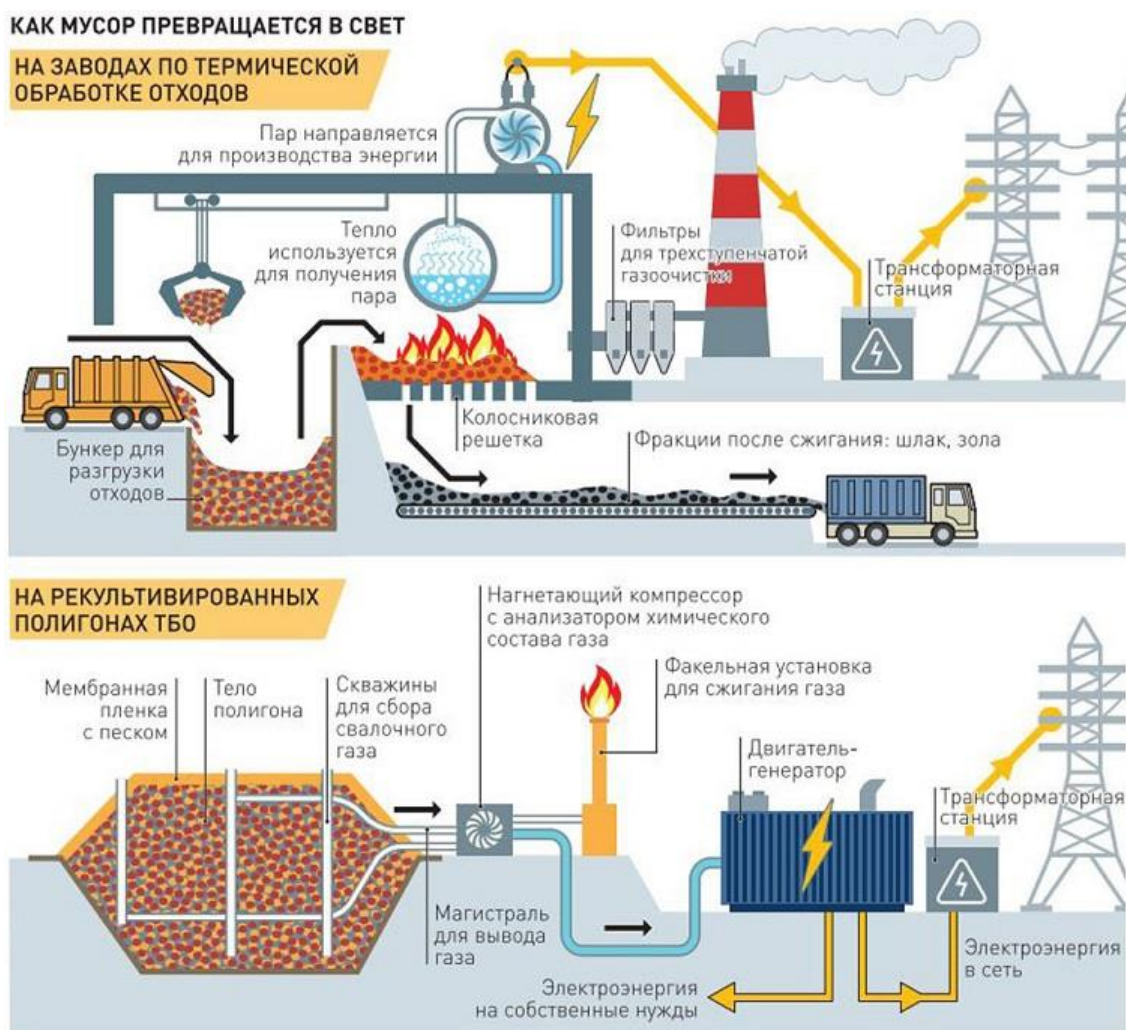 КАК МУСОР ПРЕВРАЩАЕТСЯ В СВЕТ
НА ЗАВОДАХ ПО ТЕРМИЧЕСКОЙ
ОБРАБОТКЕ ОТХОДОВ
Пар направляется
для производства энергии
Тепло
используется
для получения
пара
Фильтры
для трехступенчатой
газоочистки
Трансформаторная
станция
Колосниковая
решетка
Бункер для
разгрузки
отходов
Фракции после сжигания: шлак, зола
НА РЕКУЛЬТИВИРОВАННЫХ
ПОЛИГОНАХ ТБО
Нагнетающий компрессор
с анализатором химического
состава газа
Мембранная
пленка
с песком
Тело
полигона
Скважины
для сбора
свалочного
газа
Факельная установка
для сжигания газа
Двигатель-
генератор
Трансформаторная
станция
Магистраль
для вывода
газа
Электроэнергия
на собственные нужды
Электроэнергия
в сеть